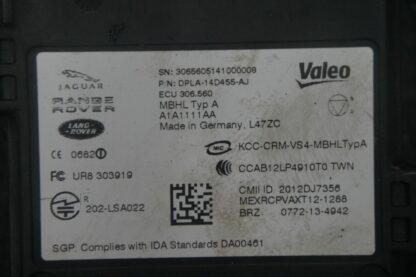 SN: 3065605141000008
P/N: DPLA-14D455-AJ
Valeo
JAGUAR
ECU 306.560
RANGE
ROVER
MBHL Typ A
A1A1111AA
LAND-
ROVER
Made in Germany, L47ZC
MIC KCC-CRM-VS4-MBHLTypA
CE 0682
CCAB12LP4910T0 TWN
FC UR8 303919
CMII ID 2012DJ7356
MEXRCPVAXT12-1268
R
202-LSA022
BRZ. 0772-13-4942
SGP: Complies with IDA Standards DA00461